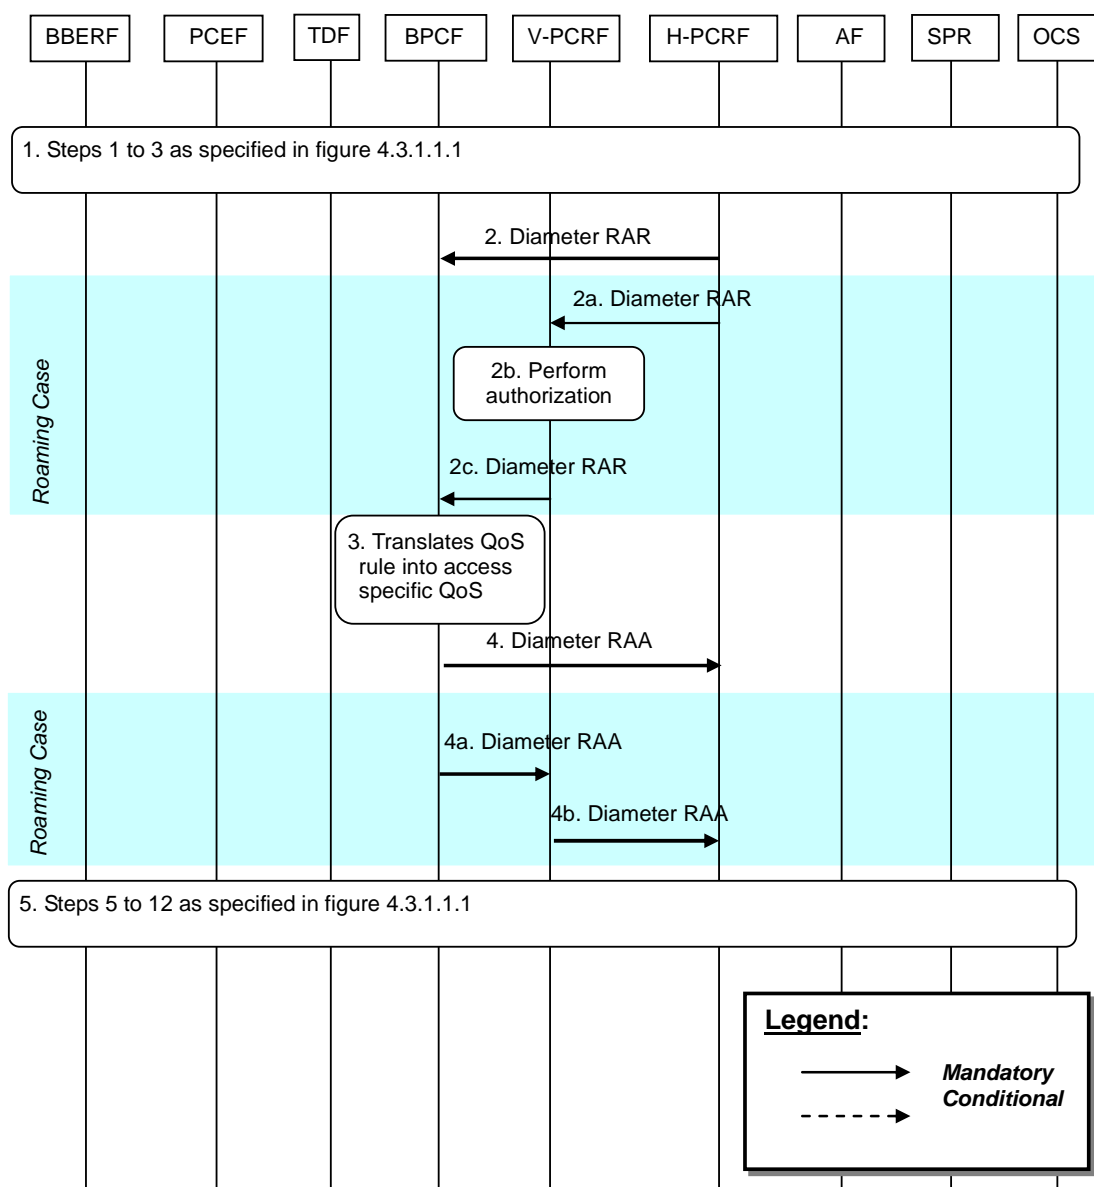 BBERF
PCEF
TDF
BPCF
V-PCRF
H-PCRF
AF
SPR
OCS
1. Steps 1 to 3 as specified in figure 4.3.1.1.1
2. Diameter RAR
Roaming Case
2a. Diameter RAR
2b. Perform
authorization
2c. Diameter RAR
3. Translates QoS
rule into access
specific QoS
4. Diameter RAA
Roaming Case
4a. Diameter RAA
4b. Diameter RAA
5. Steps 5 to 12 as specified in figure 4.3.1.1.1
Legend:
Mandatory
Conditional